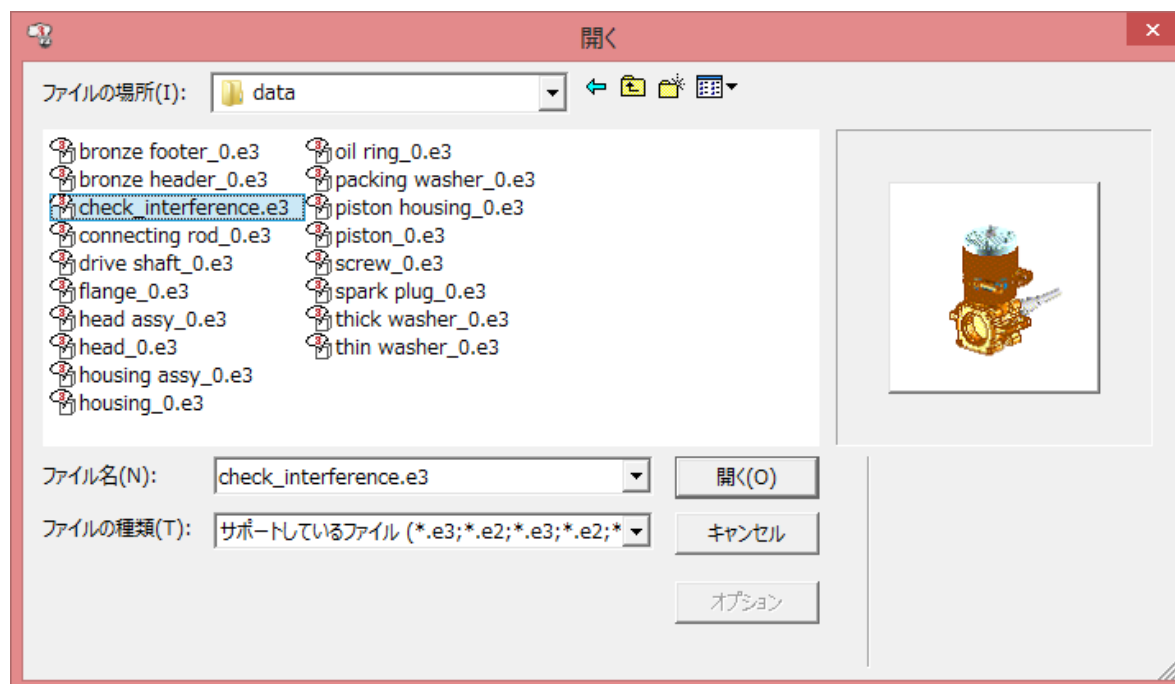 開く
ファイルの場所(I):
data
bronze footer_0.e3
bronze header_0.e3
check_interference.e3
connecting rod_0.e3
drive shaft_0.e3
flange_0.e3
head assy_0.e3
head_0.e3
housing assy_0.e3
housing_0.e3
oil ring_0.e3
packing washer_0.e3
piston housing_0.e3
piston_0.e3
screw_0.e3
spark plug_0.e3
thick washer_0.e3
thin washer_0.e3
ファイル名(N):
check_interference.e3
開く(O)
ファイルの種類(T):
サポートしているファイル (*.e3;*.e2;*.e3;*.e2;*
キャンセル
オプション